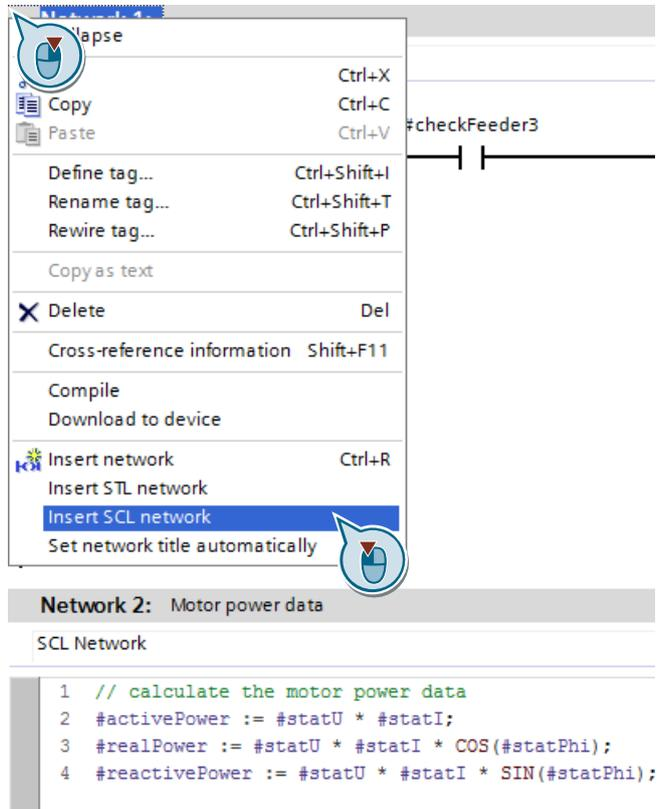 Network 1:
apse
Ctrl+X
Copy Ctrl+C
Paste Ctrl+V
#checkFeeder3
Define tag... Ctrl+Shift+I
Rename tag... Ctrl+Shift+T
Rewire tag... Ctrl+Shift+P
Copy as text
Delete Del
Cross-reference information Shift+F11
Compile
Download to device
Insert network Ctrl+R
Insert STL network
Insert SCL network
Set network title automatically
Network 2: Motor power data
SCL Network
1 // calculate the motor power data
2 #activePower := #statU * #statI;
3 #realPower := #statU * #statI * COS(#statPhi);
4 #reactivePower := #statU * #statI * SIN(#statPhi);